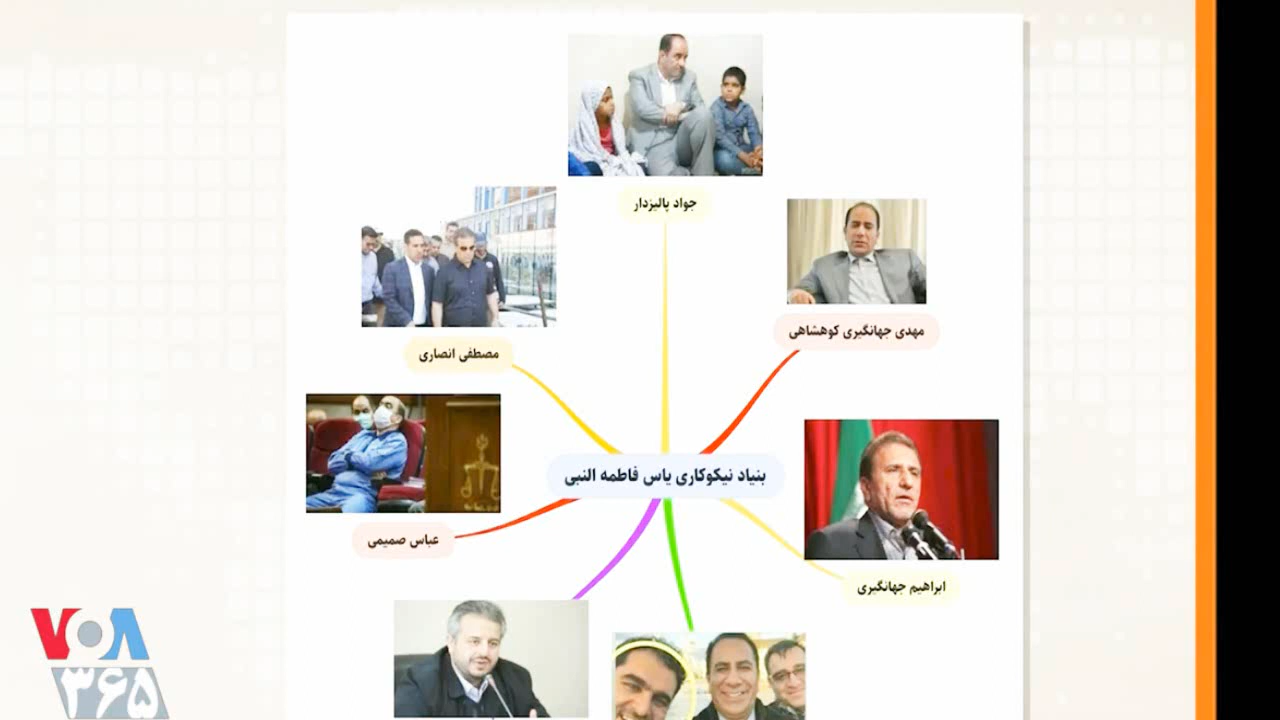 جواد پالیزدار
مهدی جهانگیری کوهشاهی
مصطفی انصاری
بنیاد نیکوکاری یاس فاطمه النبی
عباس صمیمی
ابراهیم جهانگیری
VOA
۳۶۵